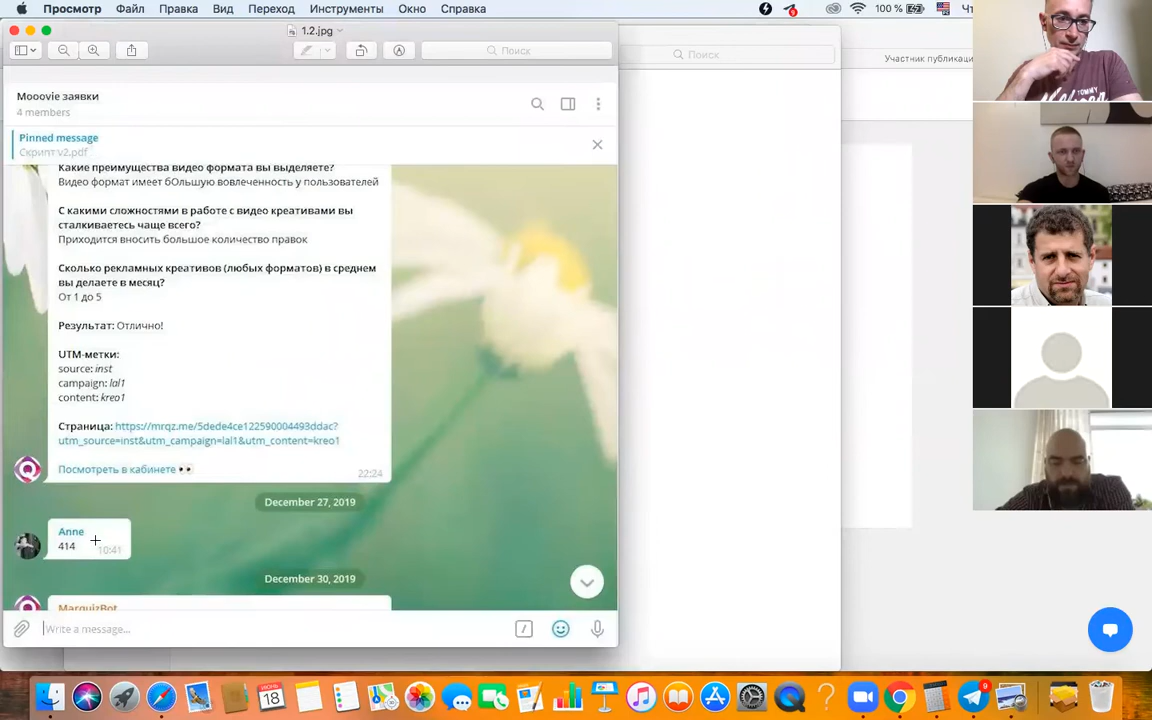 Просмотр Файл Правка Вид Переход Инструменты Окно Справка
100 %
1.2.jpg
Поиск
Поиск
Участник публикаци
Mooovie заявки
4 members
Pinned message
Скрипт v2.pdf
Какие преимущества видео формата вы выделяете?
Видео формат имеет бОльшую вовлеченность у пользователей
С какими сложностями в работе с видео креативами вы
сталкиваетесь чаще всего?
Приходится вносить большое количество правок
Сколько рекламных креативов (любых форматов) в среднем
вы делаете в месяц?
От 1 до 5
Результат: Отлично!
UTM-метки:
source: inst
campaign: lal1
content: kreo1
Страница: https://mrqz.me/5dede4ce122590004493ddac?
utm_source=inst&utm_campaign=lal1&utm_content=kreo1
Посмотреть в кабинете 👀
22:24
December 27, 2019
Anne
414
10:41
December 30, 2019
MarquizBot
Write a message...
TOMMY
ИЮНЬ
18
9